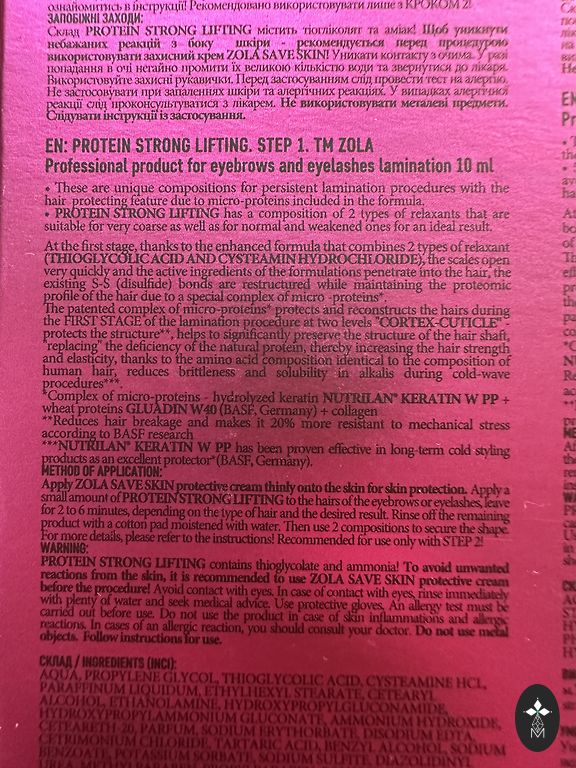 ознайомитись в інструкції! Рекомендовано використовувати лише з КРОКОМ 2!
ЗАПОБІЖНІ ЗАХОДИ:
Склад PROTEIN STRONG LIFTING містить тіогліколят та аміак! Щоб уникнути
небажаних реакцій з боку шкіри - рекомендується перед процедурою
використовувати захисний крем ZOLA SAVE SKIN! Уникати контакту з очима. У разі
попадання в очі негайно промити їх великою кількістю води та звернутися до лікаря.
Використовуйте захисні рукавички. Перед застосуванням слід провести тест на алергію.
Не застосовувати при запаленнях шкіри та алергічних реакціях. У випадках алергічної
реакції слід проконсультуватися з лікарем. Не використовувати металеві предмети.
Слідувати інструкції із застосування.
EN: PROTEIN STRONG LIFTING. STEP 1. TM ZOLA
Professional product for eyebrows and eyelashes lamination 10 ml
• These are unique compositions for persistent lamination procedures with the
hair protecting feature due to micro-proteins included in the formula.
• PROTEIN STRONG LIFTING has a composition of 2 types of relaxants that are
suitable for very coarse as well as for normal and weakened ones for an ideal result.
At the first stage, thanks to the enhanced formula that combines 2 types of relaxant
(THIOGLYCOLIC ACID AND CYSTEAMIN HYDROCHLORIDE), the scales open
very quickly and the active ingredients of the formulations penetrate into the hair, the
existing S-S (disulfide) bonds are restructured while maintaining the proteomic
profile of the hair due to a special complex of micro -proteins*.
The patented complex of micro-proteins* protects and reconstructs the hairs during
the FIRST STAGE of the lamination procedure at two levels "CORTEX-CUTICLE" -
protects the structure**, helps to significantly preserve the structure of the hair shaft,
"replacing" the deficiency of the natural protein, thereby increasing the hair strength
and elasticity, thanks to the amino acid composition identical to the composition of
human hair, reduces brittleness and solubility in alkalis during cold-wave
procedures***.
*Complex of micro-proteins - hydrolyzed keratin NUTRILAN® KERATIN W PP +
wheat proteins GLUADIN W40 (BASF, Germany) + collagen
**Reduces hair breakage and makes it 20% more resistant to mechanical stress
according to BASF research
***NUTRILAN® KERATIN W PP has been proven effective in long-term cold styling
products as an excellent protector" (BASF, Germany).
METHOD OF APPLICATION:
Apply ZOLA SAVE SKIN protective cream thinly onto the skin for skin protection. Apply a
small amount of PROTEIN STRONG LIFTING to the hairs of the eyebrows or eyelashes, leave
for 2 to 6 minutes, depending on the type of hair and the desired result. Rinse off the remaining
product with a cotton pad moistened with water. Then use 2 compositions to secure the shape.
For more details, please refer to the instructions! Recommended for use only with STEP 2!
WARNING:
PROTEIN STRONG LIFTING contains thioglycolate and ammonia! To avoid unwanted
reactions from the skin, it is recommended to use ZOLA SAVE SKIN protective cream
before the procedure! Avoid contact with eyes. In case of contact with eyes, rinse immediately
with plenty of water and seek medical advice. Use protective gloves. An allergy test must be
carried out before use. Do not use the product in case of skin inflammations and allergic
reactions. In cases of an allergic reaction, you should consult your doctor. Do not use metal
objects. Follow instructions for use.
СКЛАД / INGREDIENTS (INCI):
AQUA, PROPYLENE GLYCOL, THIOGLYCOLIC ACID, CYSTEAMINE HCL,
PARAFFINUM LIQUIDUM, ETHYLHEXYL STEARATE, CETEARYL
ALCOHOL, ETHANOLAMINE, HYDROXYPROPYLGLUCONAMIDE,
HYDROXYPROPYLAMMONIUM GLUCONATE, AMMONIUM HYDROXIDE,
CETEARETH-20, PARFUM, SODIUM ERYTHORBATE, DISODIUM EDTA,
CETRIMONIUM CHLORIDE, TARTARIC ACID, BENZYL ALCOHOL, SODIUM
BENZOATE, POTASSIUM SORBATE, SODIUM SULFITE, DIAZOLIDINYL